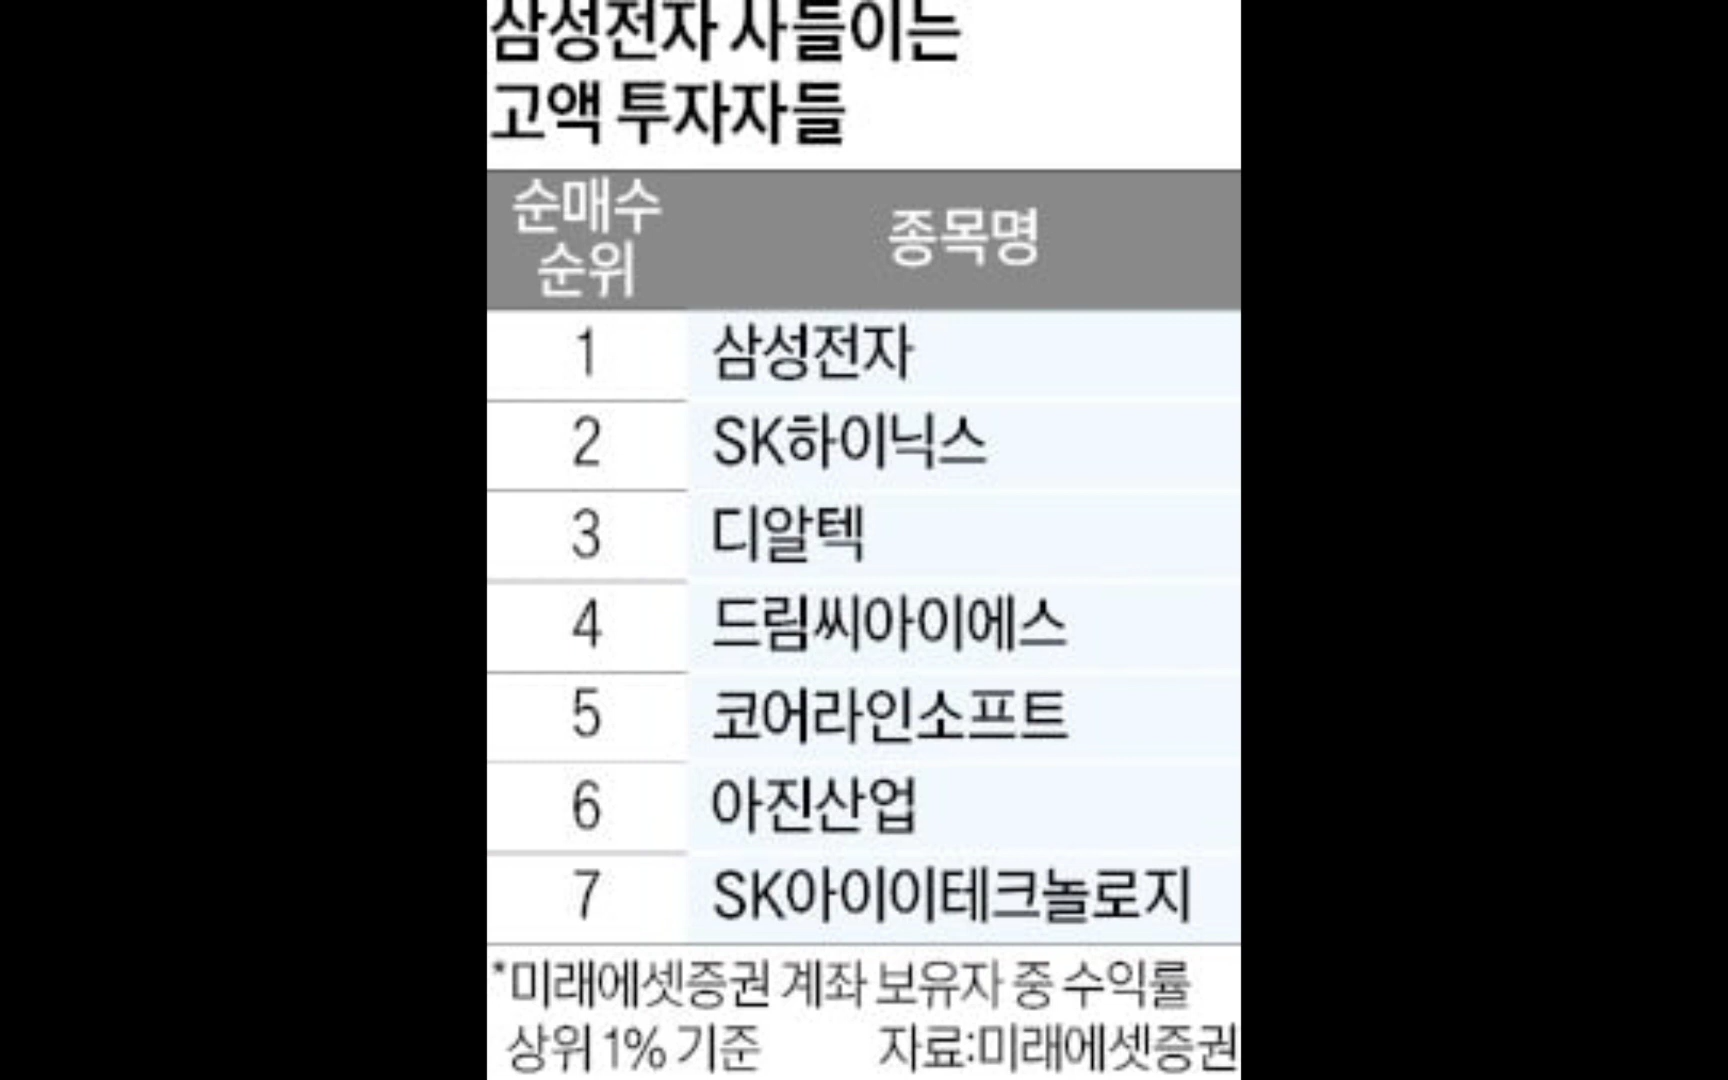 삼성전자 사들이는
고액 투자자들
순매수
순위
종목명
1 삼성전자
2 SK하이닉스
3 디알텍
4 드림씨아이에스
5 코어라인소프트
6 아진산업
7 SK아이이테크놀로지
*미래에셋증권 계좌 보유자 중 수익률
상위 1% 기준 자료:미래에셋증권